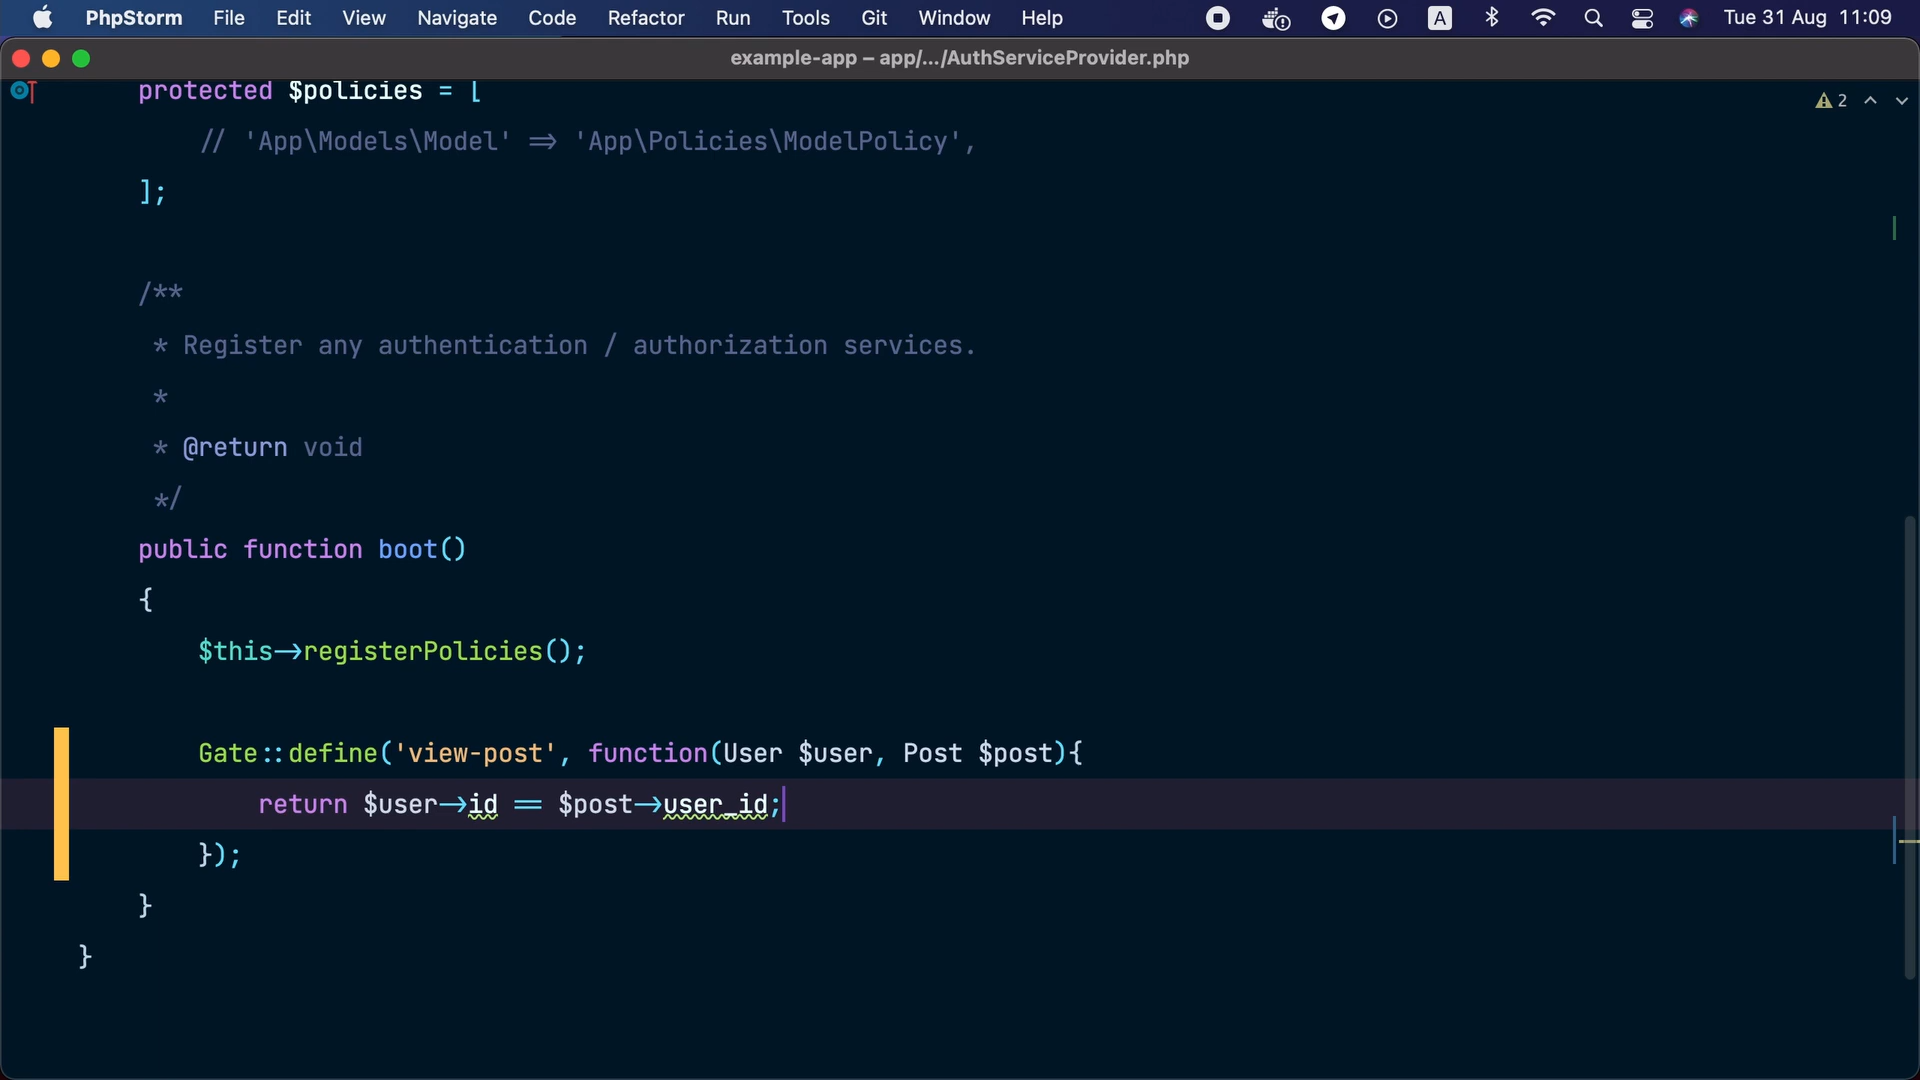 PhpStorm File Edit View Navigate Code Refactor Run Tools Git Window Help A Tue 31 Aug 11:09
example-app – app/.../AuthServiceProvider.php
protected $policies = [
2
// 'App\Models\Model' => 'App\Policies\ModelPolicy',
];
/**
* Register any authentication / authorization services.
*
* @return void
*/
public function boot()
{
$this->registerPolicies();
Gate::define('view-post', function(User $user, Post $post){
return $user->id == $post->user_id;
});
}
}